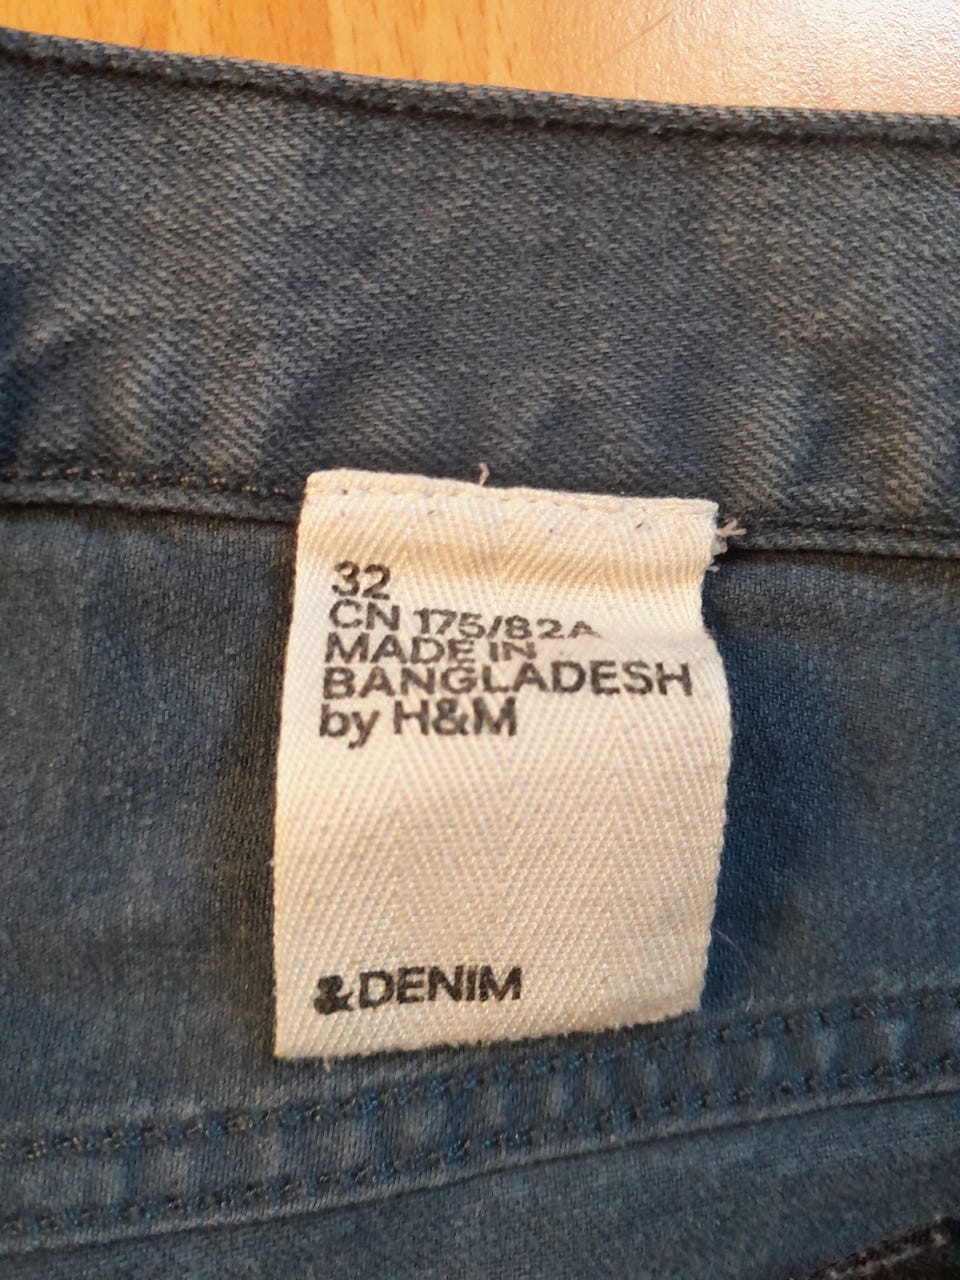 32
CN 175/82A
MADE IN
BANGLADESH
by H&M
&DENIM